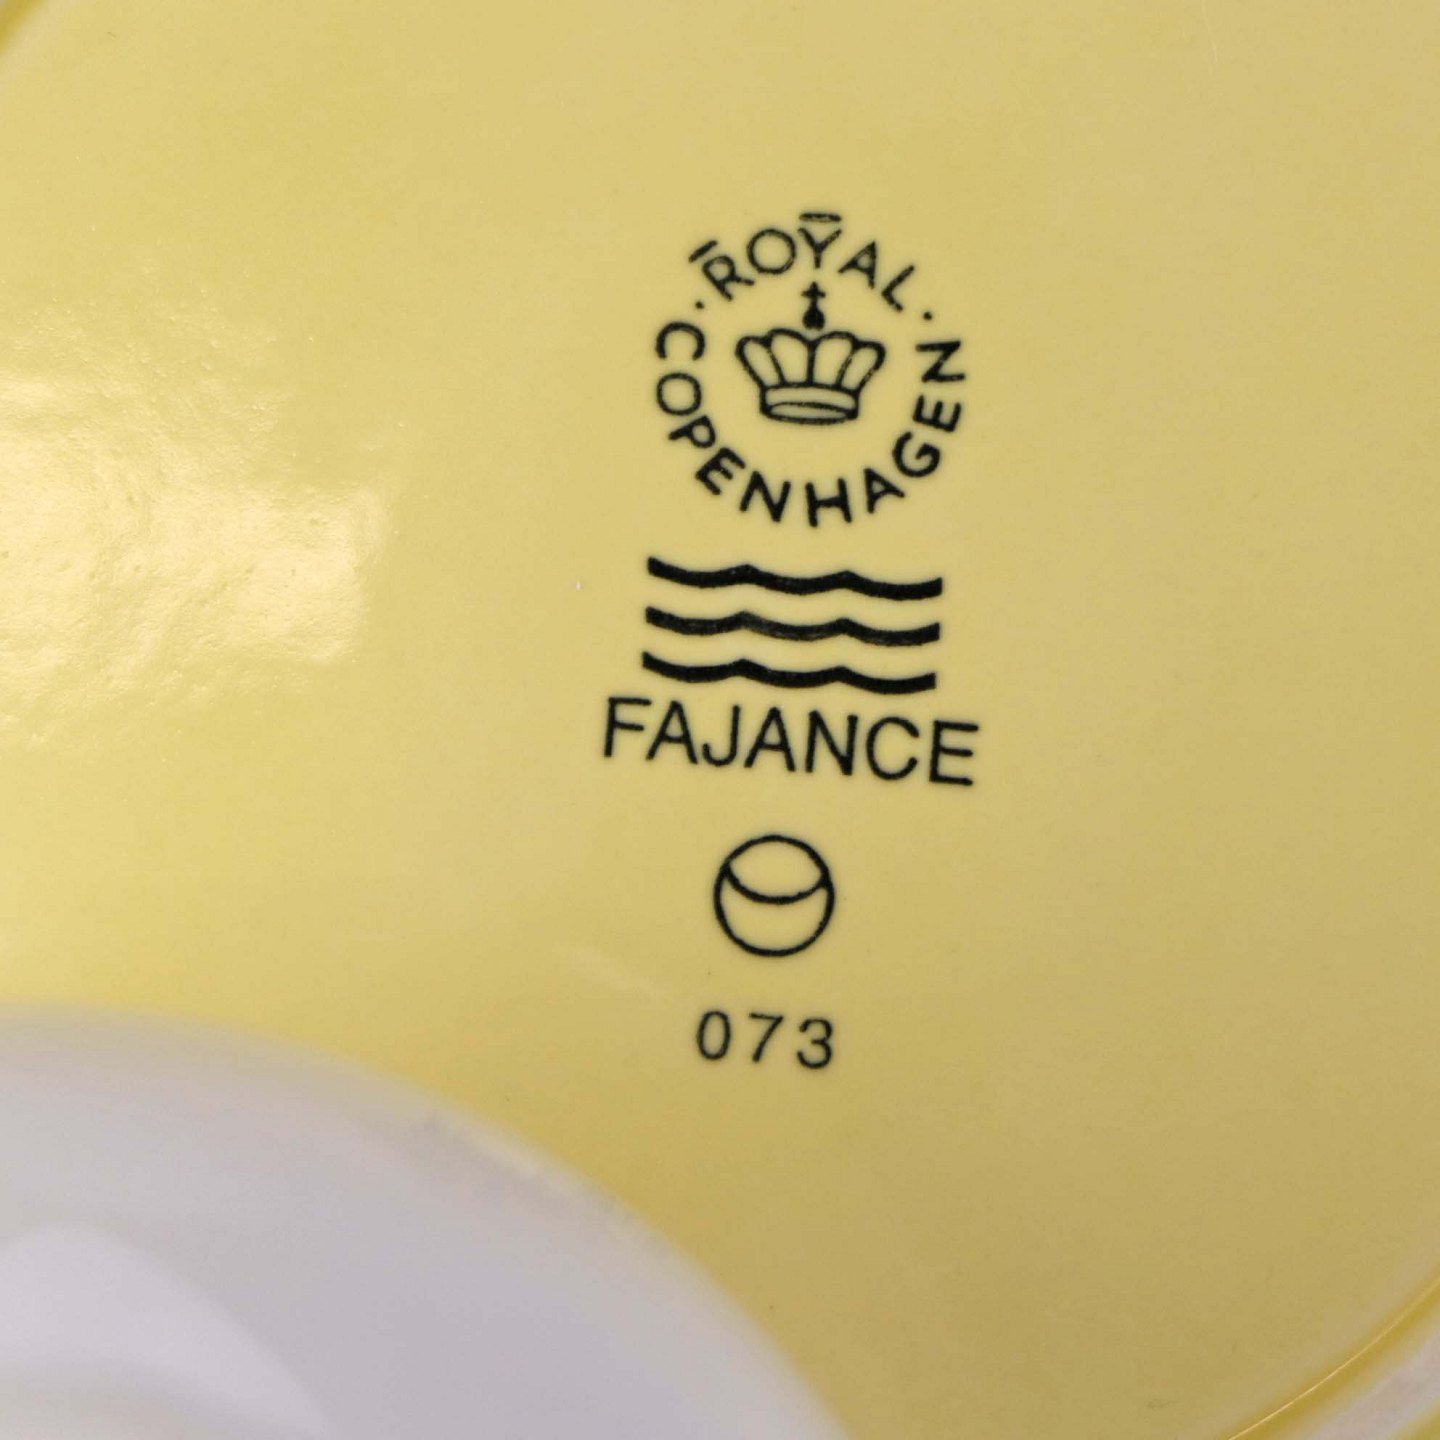 · ROYAL ·
COPENHAGEN
FAJANCE
073